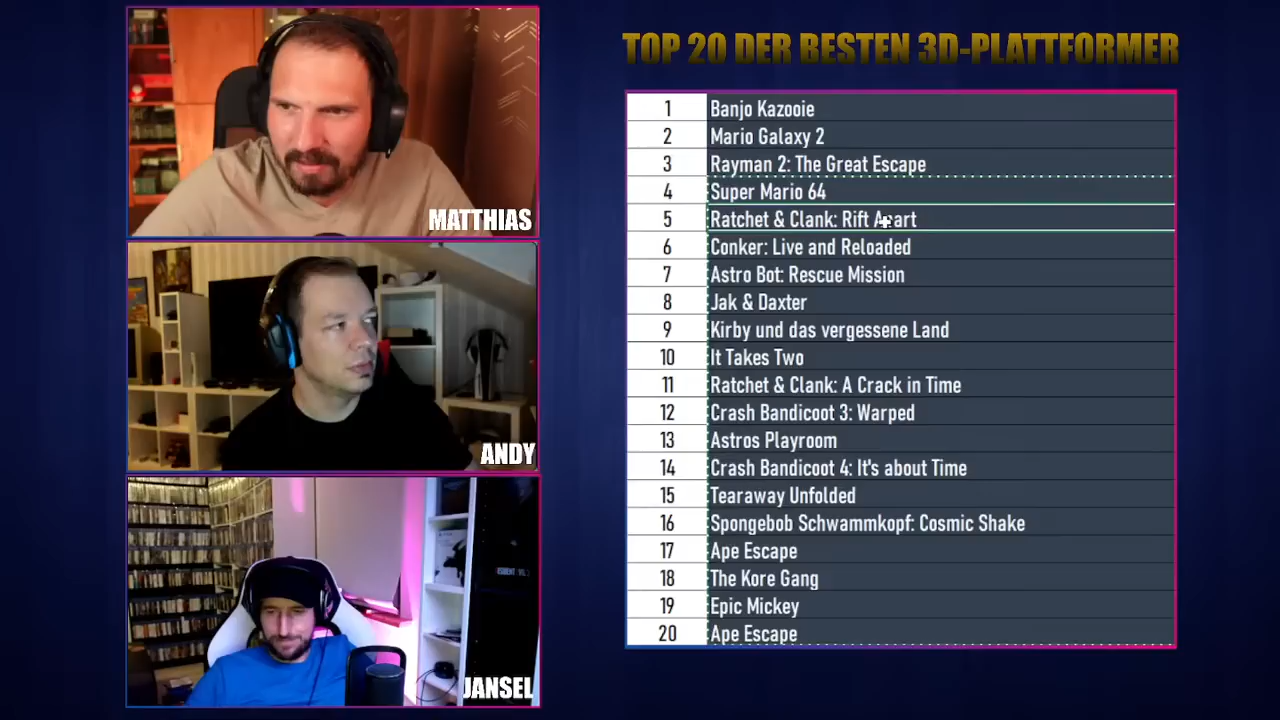 TOP 20 DER BESTEN 3D-PLATTFORMER
MATTHIAS
ANDY
JANSEL
1 Banjo Kazooie
2 Mario Galaxy 2
3 Rayman 2: The Great Escape
4 Super Mario 64
5 Ratchet & Clank: Rift Apart
6 Conker: Live and Reloaded
7 Astro Bot: Rescue Mission
8 Jak & Daxter
9 Kirby und das vergessene Land
10 It Takes Two
11 Ratchet & Clank: A Crack in Time
12 Crash Bandicoot 3: Warped
13 Astros Playroom
14 Crash Bandicoot 4: It's about Time
15 Tearaway Unfolded
16 Spongebob Schwammkopf: Cosmic Shake
17 Ape Escape
18 The Kore Gang
19 Epic Mickey
20 Ape Escape